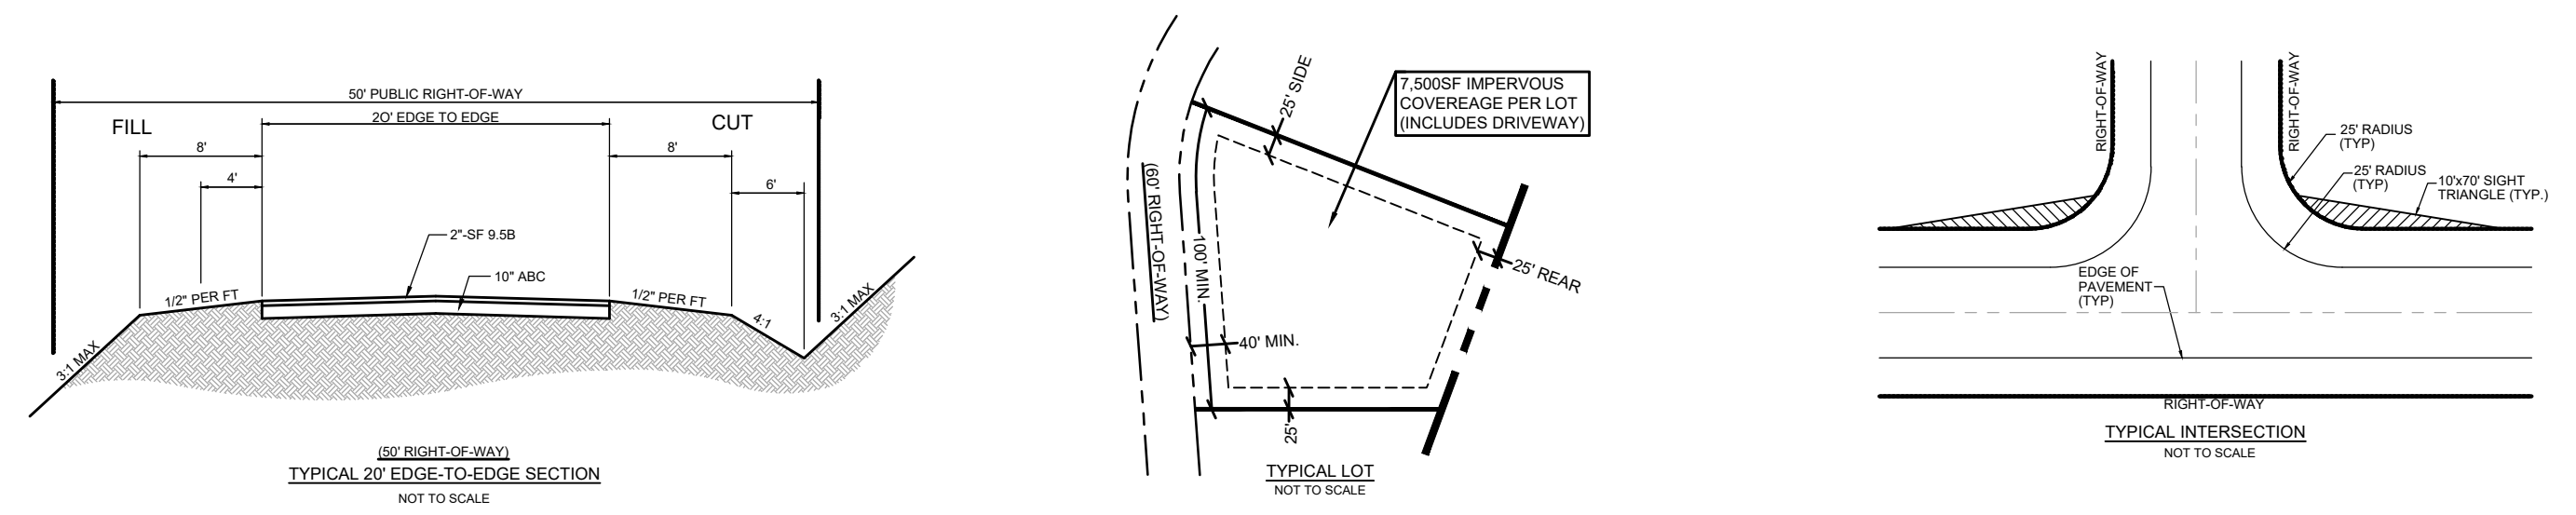 50' PUBLIC RIGHT-OF-WAY
FILL
2O' EDGE TO EDGE
CUT
8'
8'
4'
6'
2"-SF 9.5B
10" ABC
1/2" PER FT
1/2" PER FT
3:1 MAX
4:1
3:1 MAX
(50' RIGHT-OF-WAY)
TYPICAL 20' EDGE-TO-EDGE SECTION
NOT TO SCALE
25' SIDE
7,500SF IMPERVOUS
COVEREAGE PER LOT
(INCLUDES DRIVEWAY)
(60' RIGHT-OF-WAY)
100' MIN.
25' REAR
40' MIN.
25'
TYPICAL LOT
NOT TO SCALE
RIGHT-OF-WAY
RIGHT-OF-WAY
25' RADIUS
(TYP)
25' RADIUS
(TYP)
10'x70' SIGHT
TRIANGLE (TYP.)
EDGE OF
PAVEMENT
(TYP)
RIGHT-OF-WAY
TYPICAL INTERSECTION
NOT TO SCALE